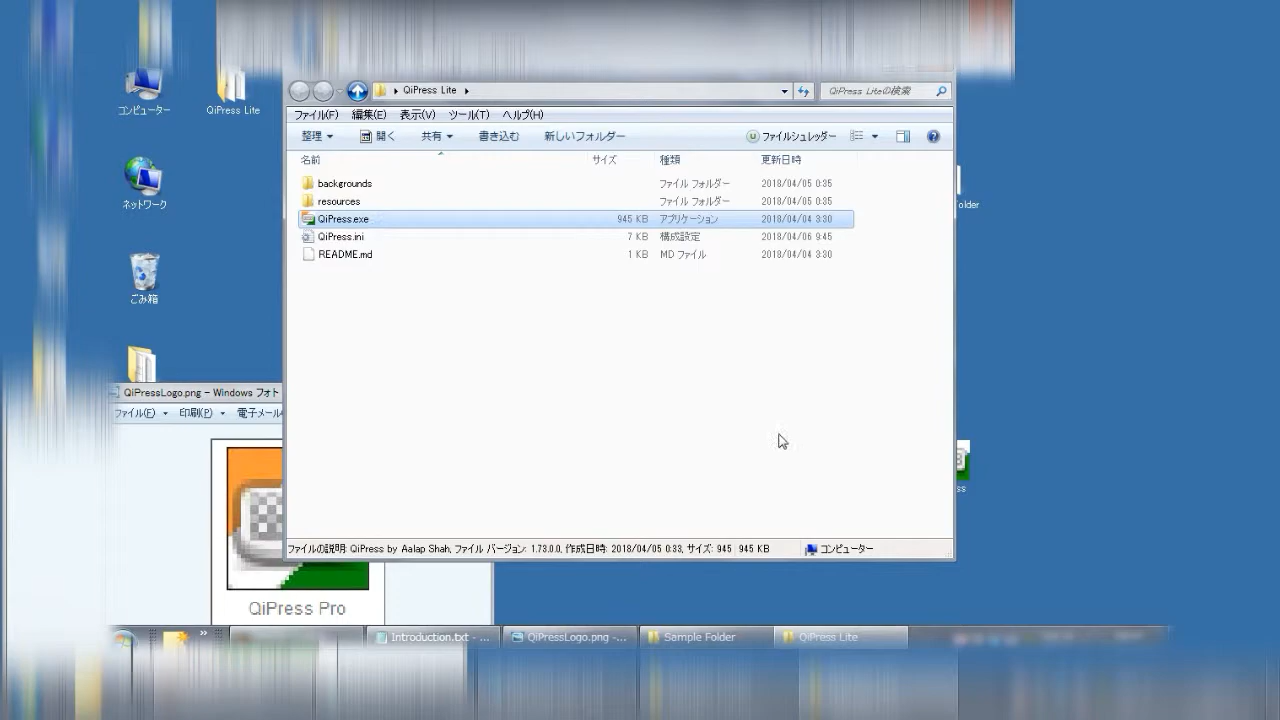 コンピューター
QiPress Lite
ネットワーク
ごみ箱
QiPress Lite
QiPress Liteの検索
ファイル(F) 編集(E) 表示(V) ツール(T) ヘルプ(H)
整理 開く 共有 書き込む 新しいフォルダー ファイルシュレッダー
名前 サイズ 種類 更新日時
backgrounds ファイル フォルダー 2018/04/05 0:35
resources ファイル フォルダー 2018/04/05 0:35
QiPress.exe 945 KB アプリケーション 2018/04/04 3:30
QiPress.ini 7 KB 構成設定 2018/04/06 9:45
README.md 1 KB MD ファイル 2018/04/04 3:30
older
ss
ファイルの説明: QiPress by Aalap Shah, ファイル バージョン: 1.73.0.0, 作成日時: 2018/04/05 0:33, サイズ: 945 945 KB コンピューター
QIPressLogo.png - Windows フォト
ファイル(F) 印刷(P) 電子メール
QiPress Pro
» Introduction.txt - ... QiPressLogo.png -... Sample Folder QiPress Lite